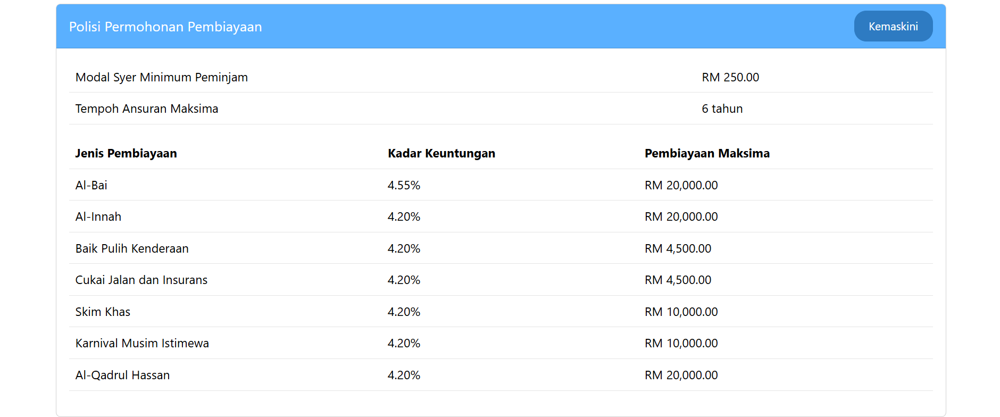 Polisi Permohonan Pembiayaan Kemaskini
Modal Syer Minimum Peminjam RM 250.00
Tempoh Ansuran Maksima 6 tahun
Jenis Pembiayaan Kadar Keuntungan Pembiayaan Maksima
Al-Bai 4.55% RM 20,000.00
Al-Innah 4.20% RM 20,000.00
Baik Pulih Kenderaan 4.20% RM 4,500.00
Cukai Jalan dan Insurans 4.20% RM 4,500.00
Skim Khas 4.20% RM 10,000.00
Karnival Musim Istimewa 4.20% RM 10,000.00
Al-Qadrul Hassan 4.20% RM 20,000.00